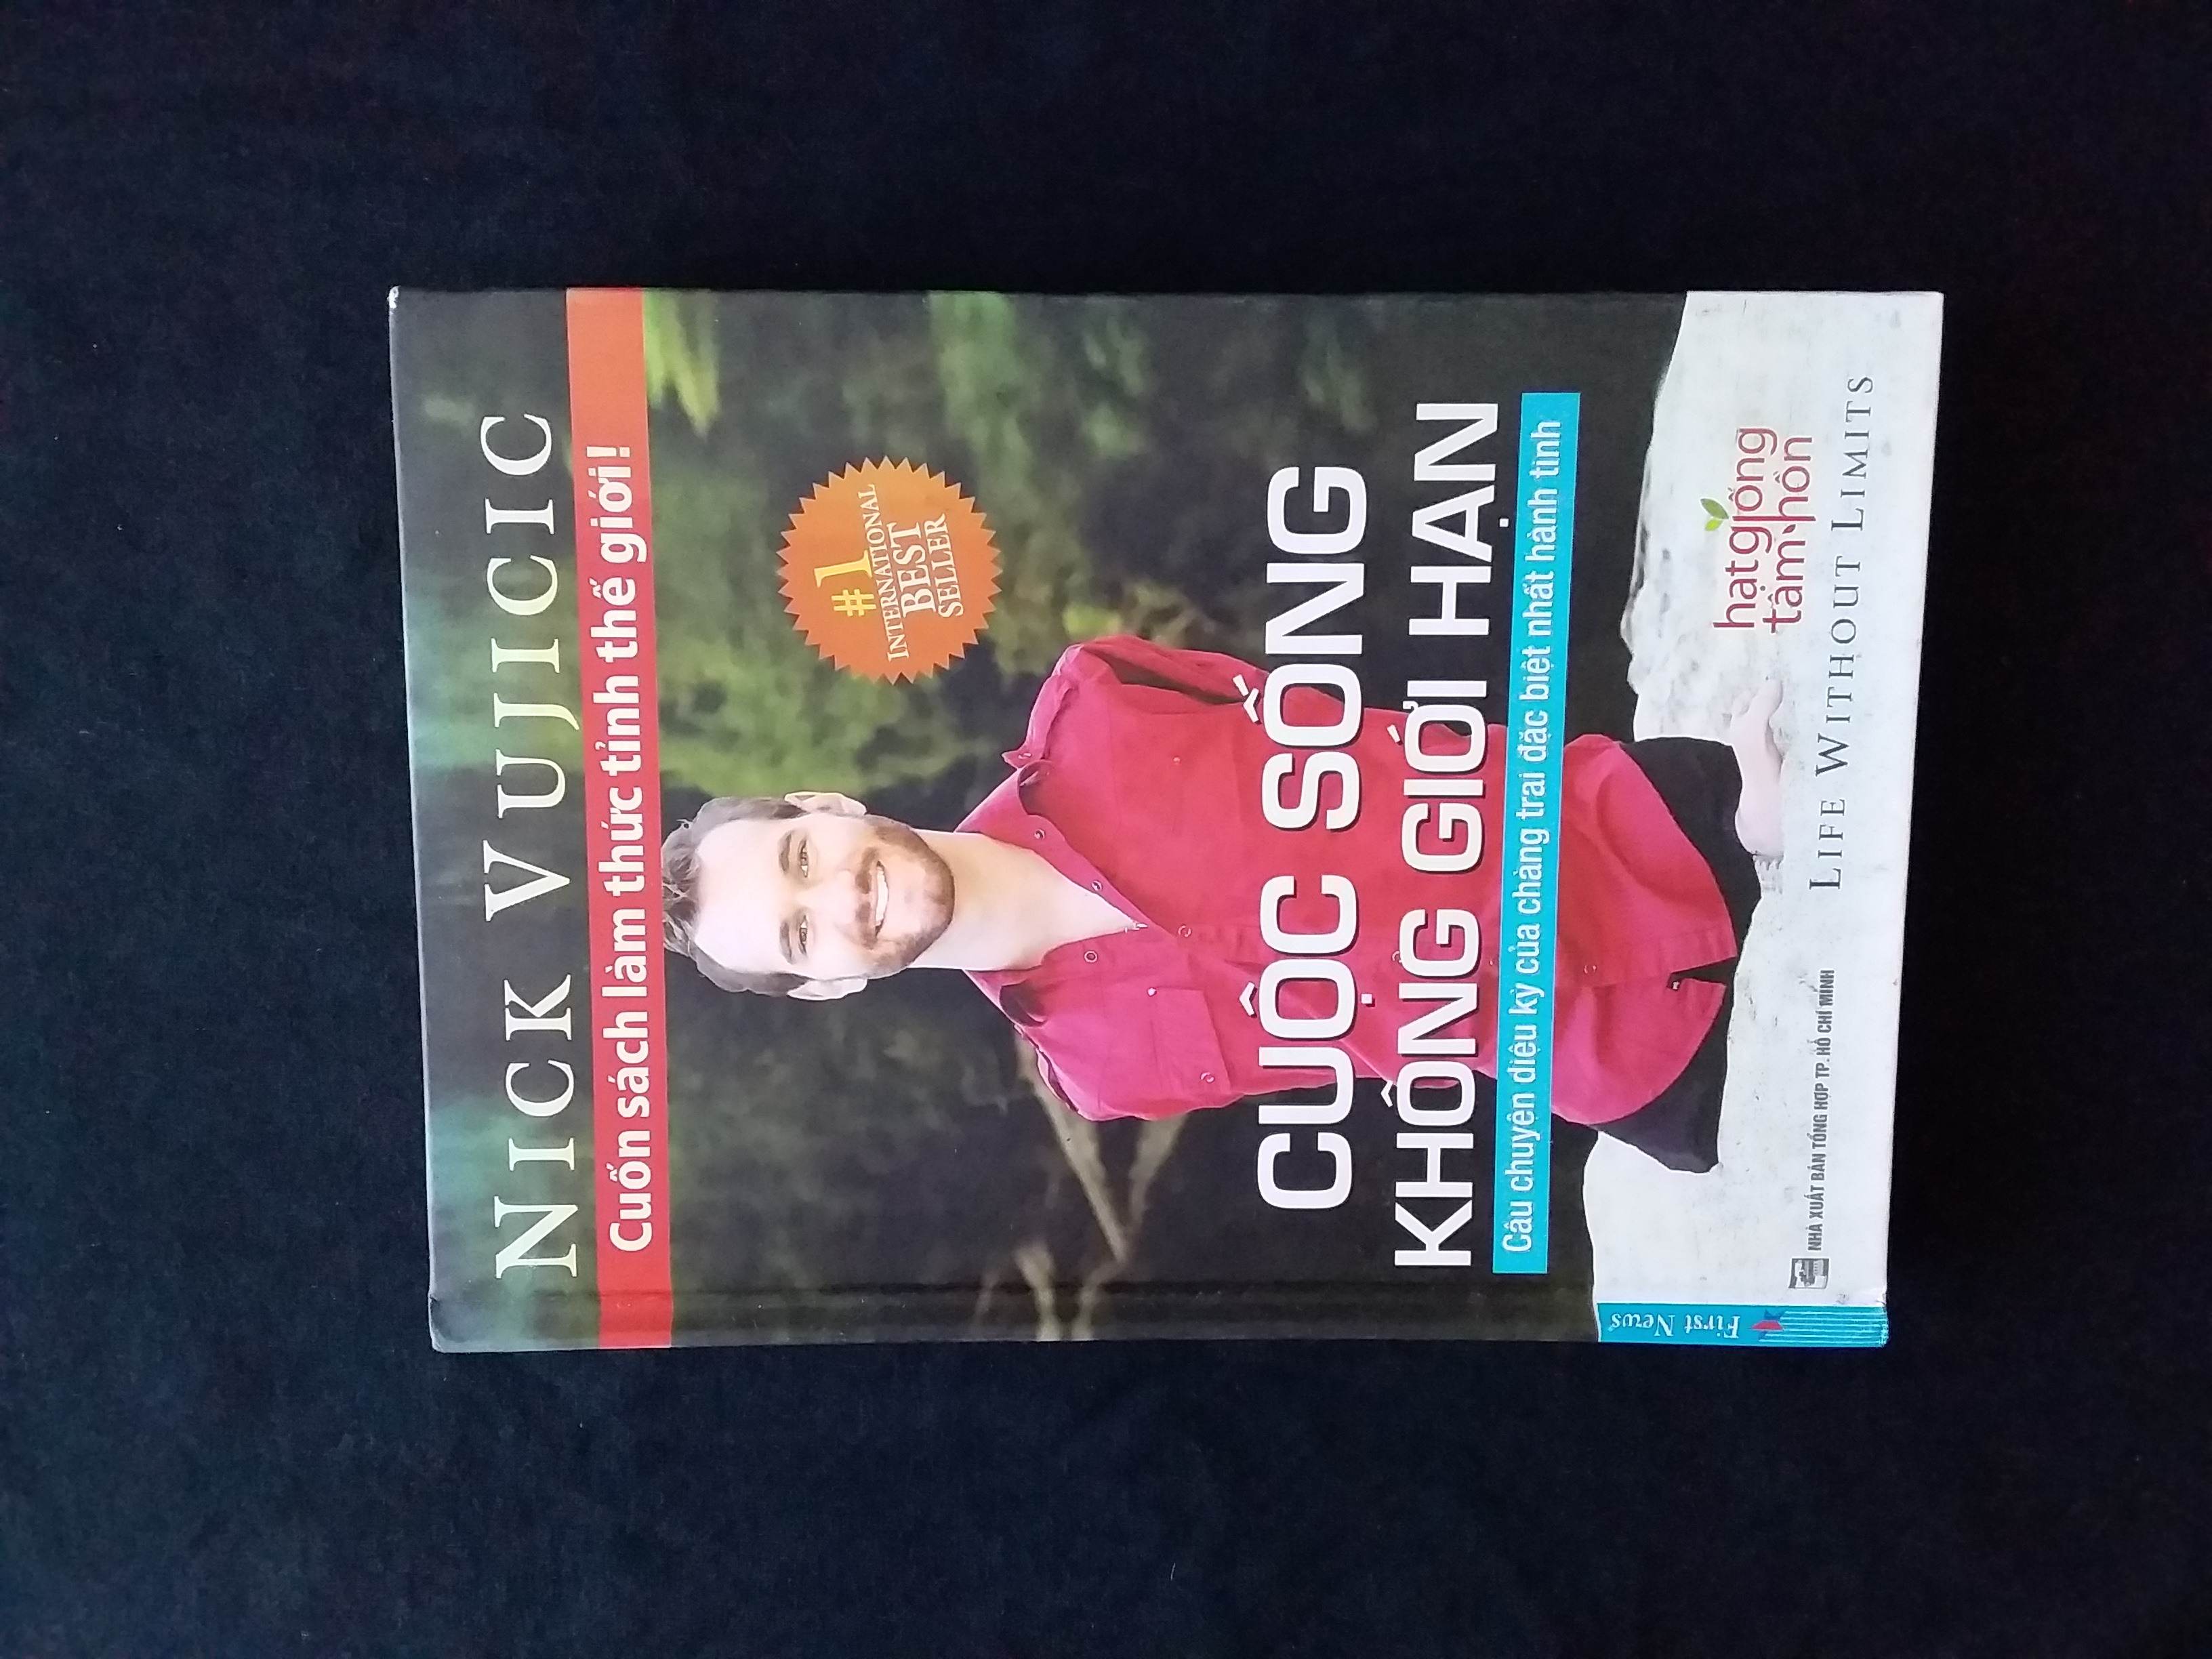 NICK VUJICIC
Cuốn sách làm thức tỉnh thế giới!
#1
INTERNATIONAL
BEST
SELLER
CUỘC SỐNG
KHÔNG GIỚI HẠN
Câu chuyện diệu kỳ của chàng trai đặc biệt nhất hành tinh
First News
hạt giống
tâm hồn
NHÀ XUẤT BẢN TỔNG HỢP TP. HỒ CHÍ MINH
LIFE WITHOUT LIMITS